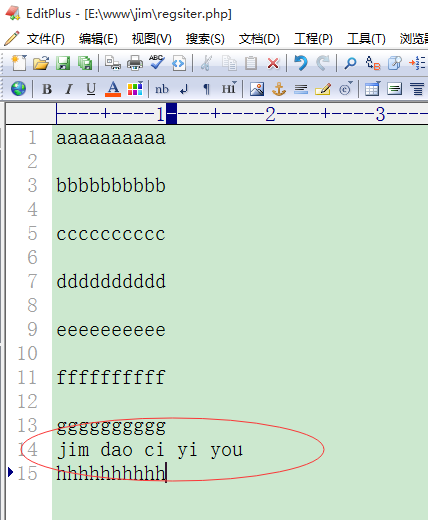 EditPlus - [E:\www\jim\regsiter.php]
文件(F) 编辑(E) 视图(V) 搜索(S) 文档(D) 工程(P) 工具(T) 浏览
B I U A nb ↲ ¶ HI
├----+----1----+----2----+----3----
1 aaaaaaaaaa
2
3 bbbbbbbbbb
4
5 cccccccccc
6
7 dddddddddd
8
9 eeeeeeeeee
10
11 ffffffffff
12
13 gggggggggg
14 jim dao ci yi you
15 hhhhhhhhhh